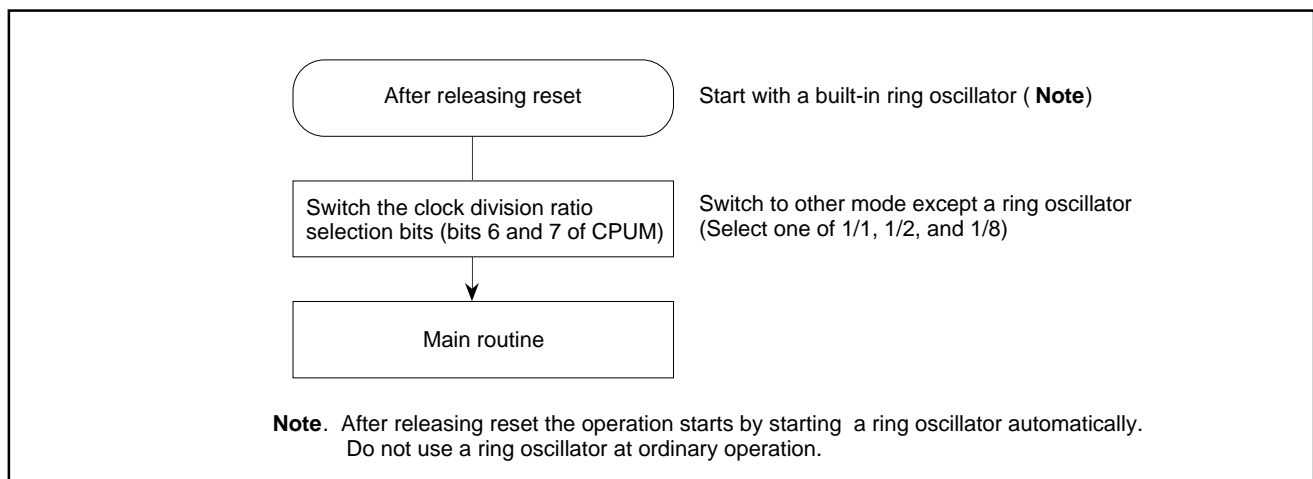 After releasing reset
Start with a built-in ring oscillator ( Note)
Switch the clock division ratio
selection bits (bits 6 and 7 of CPUM)
Switch to other mode except a ring oscillator
(Select one of 1/1, 1/2, and 1/8)
Main routine
Note. After releasing reset the operation starts by starting a ring oscillator automatically.
Do not use a ring oscillator at ordinary operation.